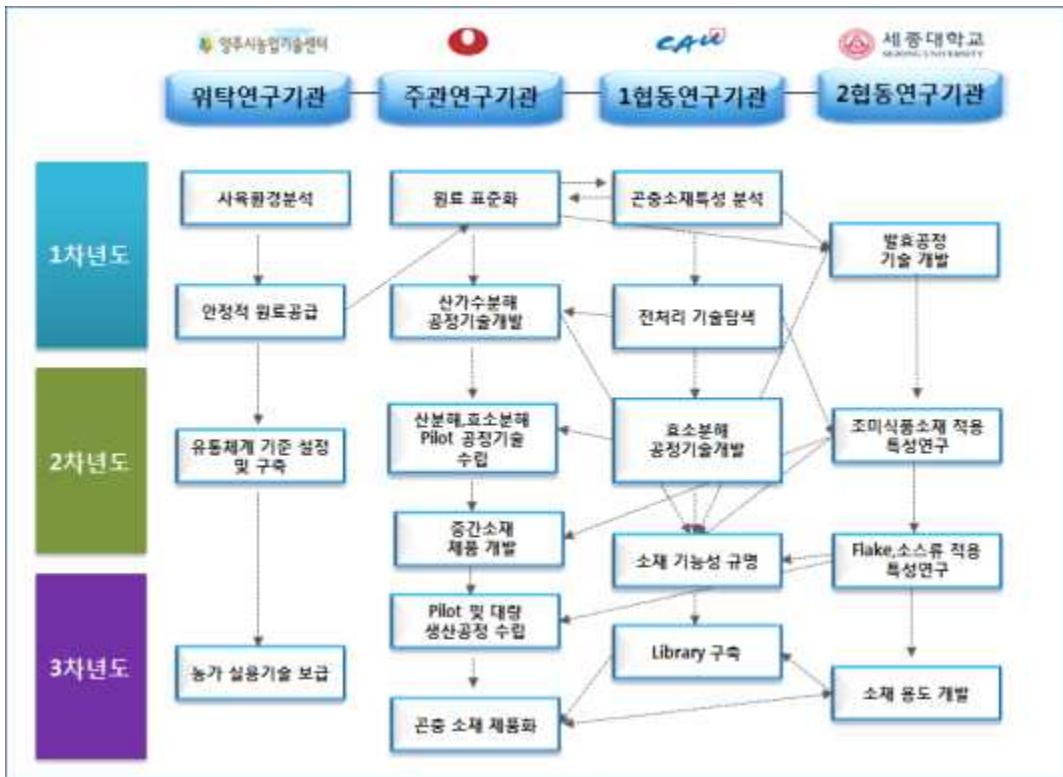 양주시농업기술센터
CAU
세종대학교
SEJONG UNIVERSITY
위탁연구기관
주관연구기관
1협동연구기관
2협동연구기관
1차년도
사육환경분석
원료 표준화
곤충소재특성 분석
발효공정
기술 개발
안정적 원료공급
산가수분해
공정기술개발
전처리 기술탐색
2차년도
유통체계 기준 설정
및 구축
산분해,효소분해
Pilot 공정기술
수립
효소분해
공정기술개발
조미식품소재 적용
특성연구
중간소재
제품 개발
소재 기능성 규명
Flake,소스류 적용
특성연구
3차년도
Pilot 및 대량
생산공정 수립
농가 실용기술 보급
Library 구축
소재 용도 개발
곤충 소재 제품화